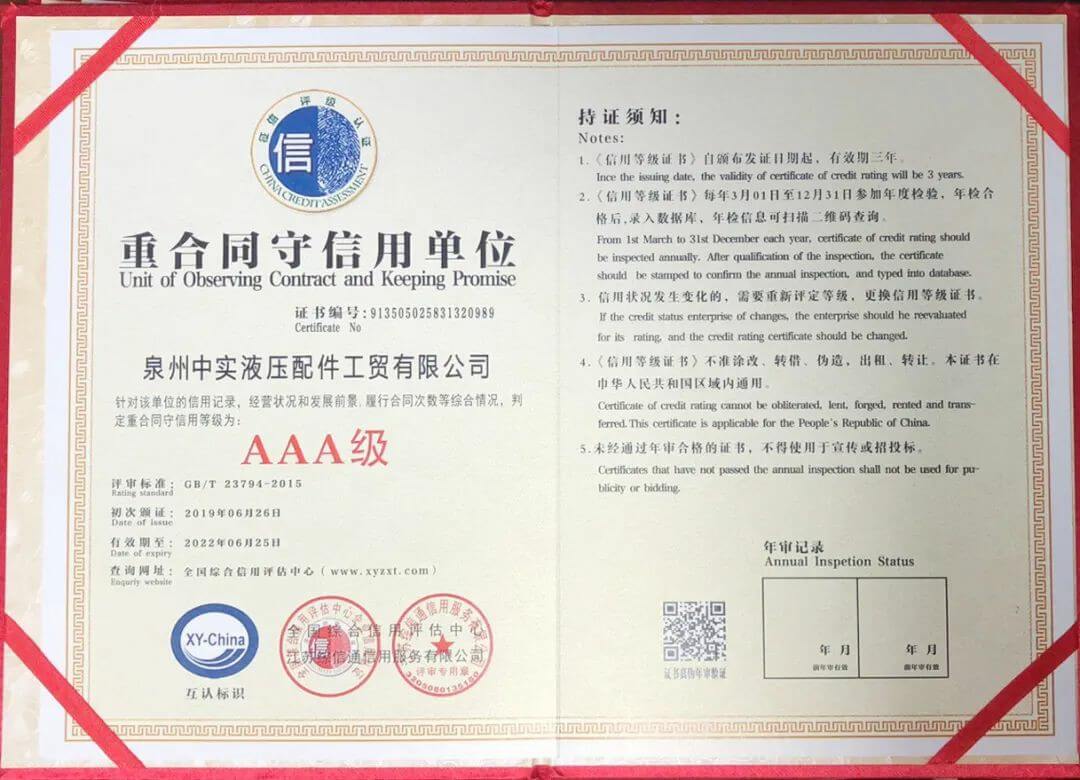 征信 评级 认证
信
CHINA CREDIT ASSESSMENT
重合同守信用单位
Unit of Observing Contract and Keeping Promise
证书编号:913505025831320989
Certificate No
泉州中实液压配件工贸有限公司
针对该单位的信用记录，经营状况和发展前景,履行合同次数等综合情况，判
定重合同守信用等级为：
AAA级
评审标准： GB/T 23794-2015
Rating standard
初次颁证： 2019年06月26日
Date of issue
有效期至： 2022年06月25日
Date of expiry
查询网址： 全国综合信用评估中心（www.xyzxt.com）
Enquriy website
XY-China
互认标识
全国综合信用评估中心
信
评审专用章
持证须知：
Notes:
1.《信用等级证书》自颁布发证日期起，有效期三年。
Ince the issuing date, the validity of certificate of credit rating will be 3 years.
2.《信用等级证书》每年3月01日至12月31日参加年度检验，年检合
格后,录入数据库，年检信息可扫描二维码查询。
From 1st March to 31st December each year, certificate of credit rating should
be inspected annually. After qualification of the inspection, the certificate
should be stamped to confirm the annual inspection, and typed into database.
3. 信用状况发生变化的，需要重新评定等级，更换信用等级证书。
If the credit status enterprise of changes, the enterprise should he reevaluated
for its rating, and the credit rating certificate should be changed.
4.《信用等级证书》不准涂改、转借、伪造，出租、转让。本证书在
中华人民共和国区域内通用。
Certificate of credit rating cannot be obliterated, lent, forged, rented and trans-
ferred. This certificate is applicable for the People's Republic of China.
5.未经通过年审合格的证书，不得使用于宣传或招投标。
Certificates that have not passed the annual inspection shall not be used for pu-
blicity or bidding.
年审记录
Annual Inspetion Status
年 月
年 月